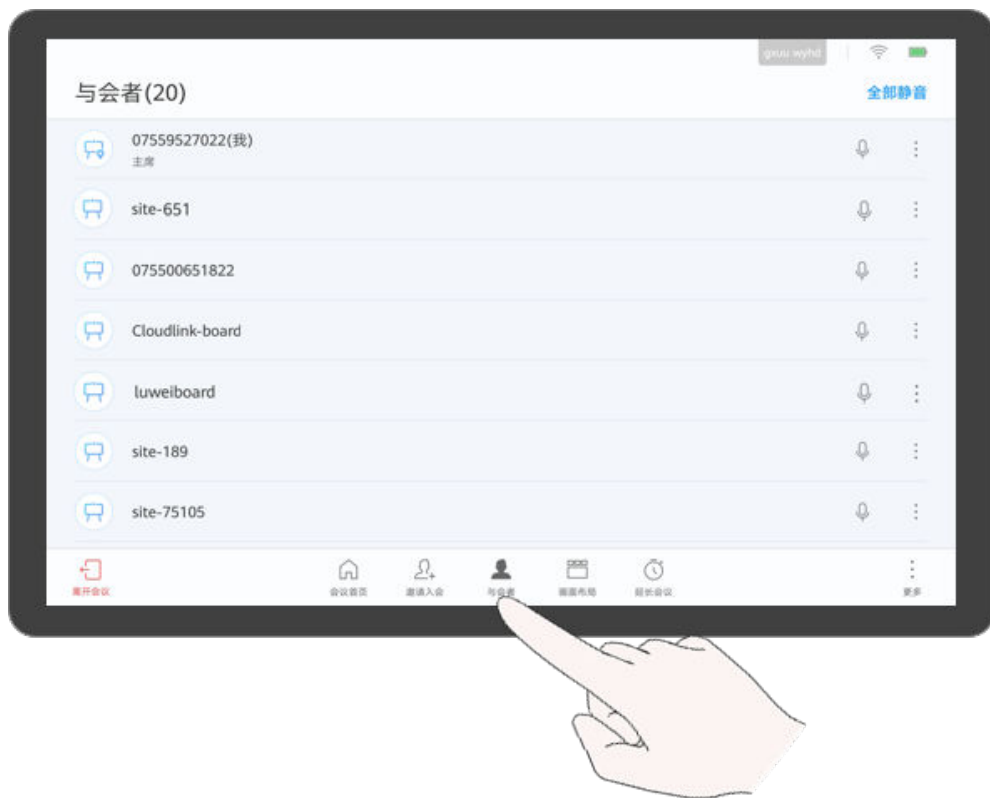 与会者(20)
全部静音
07559527022(我)
主席
site-651
075500651822
Cloudlink-board
luweiboard
site-189
site-75105
离开会议
会议首页
邀请入会
与会者
画面布局
延长会议
更多